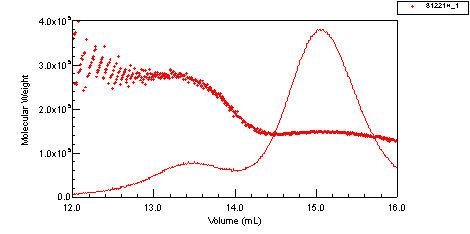 81221H_1
4.0x10⁵
3.0x10⁵
2.0x10⁵
1.0x10⁵
0.0
Molecular Weight
12.0 13.0 14.0 15.0 16.0
Volume (mL)